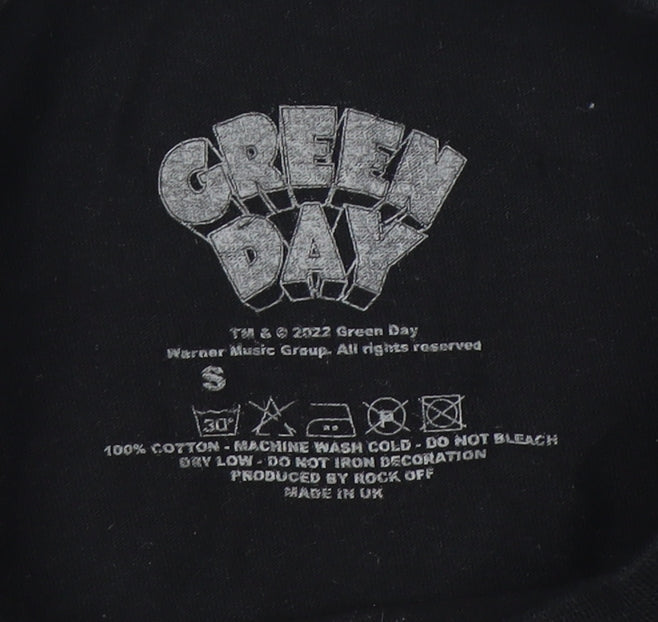 GREEN
DAY
TM & © 2022 Green Day
Warner Music Group. All rights reserved
S
30°
P
100% COTTON - MACHINE WASH COLD - DO NOT BLEACH
DRY LOW - DO NOT IRON DECORATION
PRODUCED BY ROCK OFF
MADE IN UK